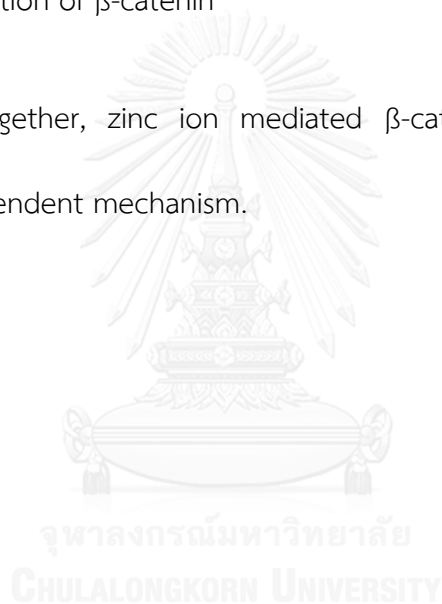 tion of β-catenin
gether, zinc ion mediated β-cat
endent mechanism.
จุฬาลงกรณ์มหาวิทยาลัย
CHULALONGKORN UNIVERSITY